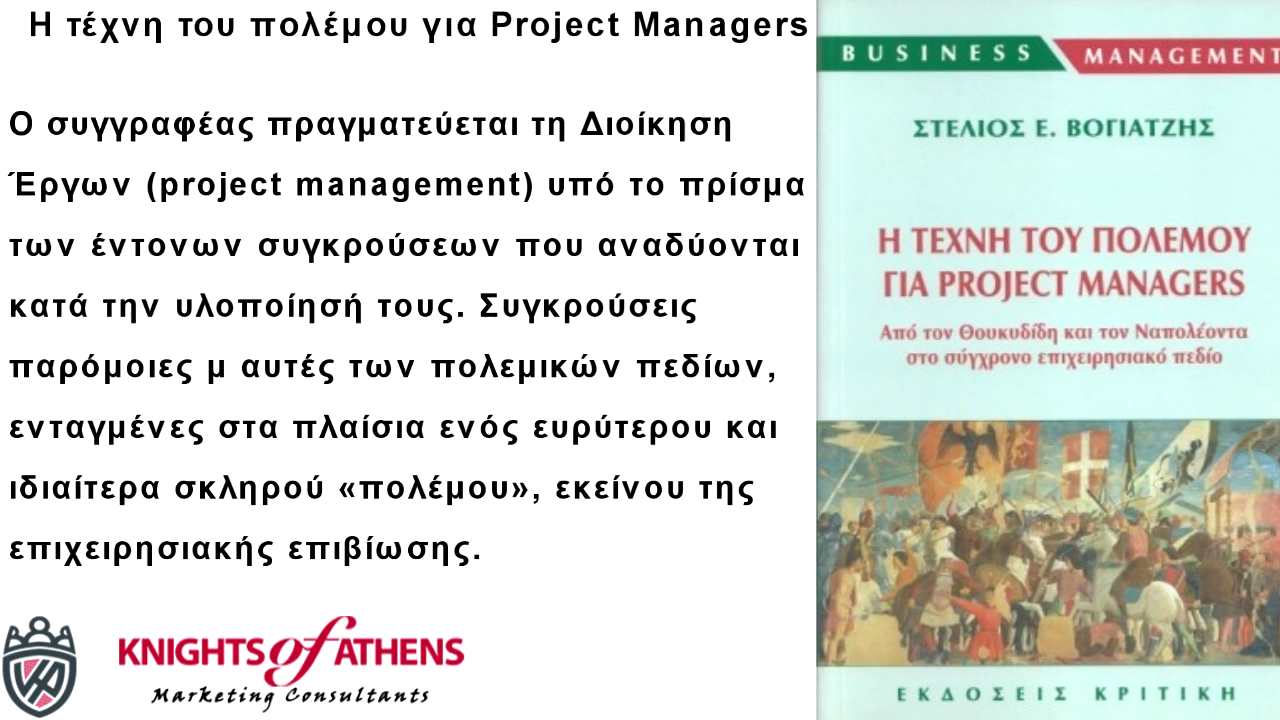 Η τέχνη του πολέμου για Project Managers
Ο συγγραφέας πραγματεύεται τη Διοίκηση
Έργων (project management) υπό το πρίσμα
των έντονων συγκρούσεων που αναδύονται
κατά την υλοποίησή τους. Συγκρούσεις
παρόμοιες μ αυτές των πολεμικών πεδίων,
ενταγμένες στα πλαίσια ενός ευρύτερου και
ιδιαίτερα σκληρού «πολέμου», εκείνου της
επιχειρησιακής επιβίωσης.
KNIGHTS of ATHENS
Marketing Consultants
BUSINESS MANAGEMENT
ΣΤΕΛΙΟΣ Ε. ΒΟΓΙΑΤΖΗΣ
Η ΤΕΧΝΗ ΤΟΥ ΠΟΛΕΜΟΥ
ΓΙΑ PROJECT MANAGERS
Από τον Θουκυδίδη και τον Ναπολέοντα
στο σύγχρονο επιχειρησιακό πεδίο
ΕΚΔΟΣΕΙΣ ΚΡΙΤΙΚΗ